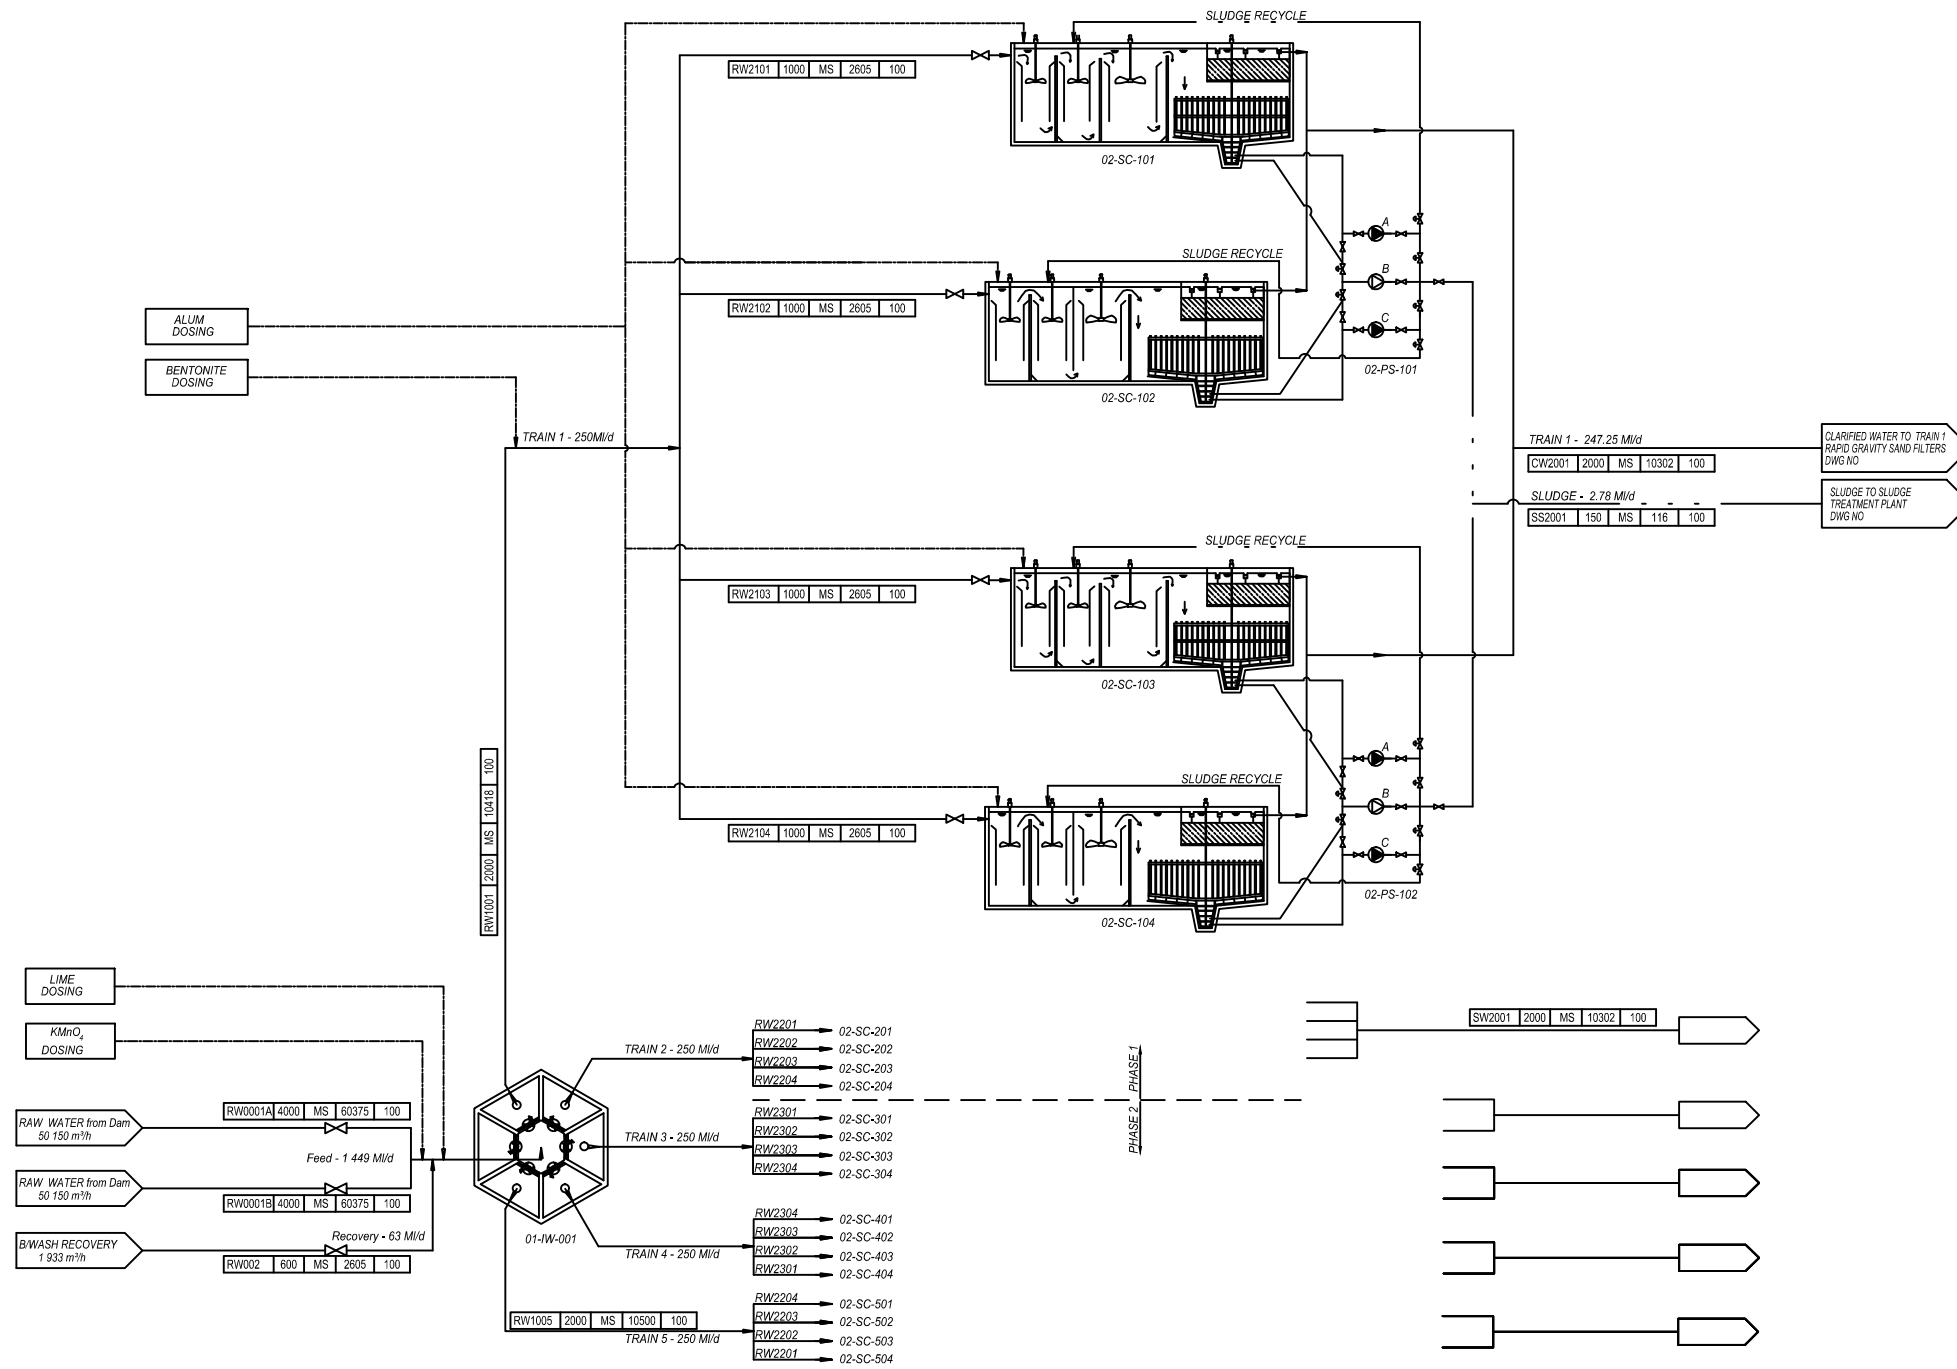 SLUDGE RECYCLE
RW2101 1000 MS 2605 100
02-SC-101
A
SLUDGE RECYCLE
B
RW2102 1000 MS 2605 100
ALUM
DOSING
C
BENTONITE
DOSING
02-PS-101
02-SC-102
TRAIN 1 - 250Ml/d
TRAIN 1 - 247.25 Ml/d
CW2001 2000 MS 10302 100
CLARIFIED WATER TO TRAIN 1
RAPID GRAVITY SAND FILTERS
DWG NO
SLUDGE - 2.78 Ml/d
SS2001 150 MS 116 100
SLUDGE TO SLUDGE
TREATMENT PLANT
DWG NO
SLUDGE RECYCLE
RW2103 1000 MS 2605 100
02-SC-103
A
SLUDGE RECYCLE
B
RW2104 1000 MS 2605 100
C
02-PS-102
02-SC-104
RW1001 2000 MS 10418 100
LIME
DOSING
KMnO4
DOSING
RAW WATER from Dam
50 150 m³/h
RW0001A 4000 MS 60375 100
Feed - 1 449 Ml/d
RAW WATER from Dam
50 150 m³/h
RW0001B 4000 MS 60375 100
B/WASH RECOVERY
1 933 m³/h
Recovery - 63 Ml/d
RW002 600 MS 2605 100
01-IW-001
TRAIN 2 - 250 Ml/d
RW2201 02-SC-201
RW2202 02-SC-202
RW2203 02-SC-203
RW2204 02-SC-204
PHASE 1
PHASE 2
TRAIN 3 - 250 Ml/d
RW2301 02-SC-301
RW2302 02-SC-302
RW2303 02-SC-303
RW2304 02-SC-304
TRAIN 4 - 250 Ml/d
RW2304 02-SC-401
RW2303 02-SC-402
RW2302 02-SC-403
RW2301 02-SC-404
RW1005 2000 MS 10500 100
TRAIN 5 - 250 Ml/d
RW2204 02-SC-501
RW2203 02-SC-502
RW2202 02-SC-503
RW2201 02-SC-504
SW2001 2000 MS 10302 100